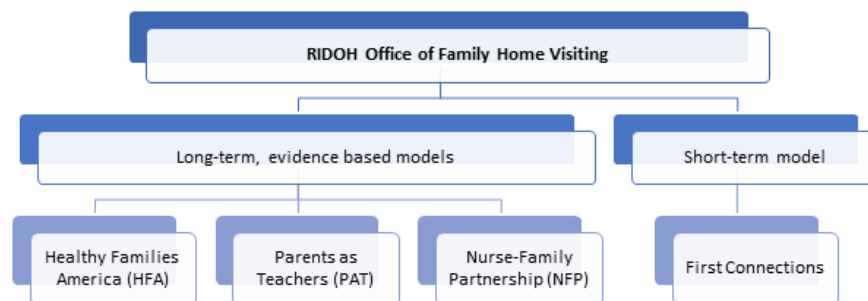 RIDOH Office of Family Home Visiting
Long-term, evidence based models
Short-term model
Healthy Families
America (HFA)
Parents as
Teachers (PAT)
Nurse-Family
Partnership (NFP)
First Connections